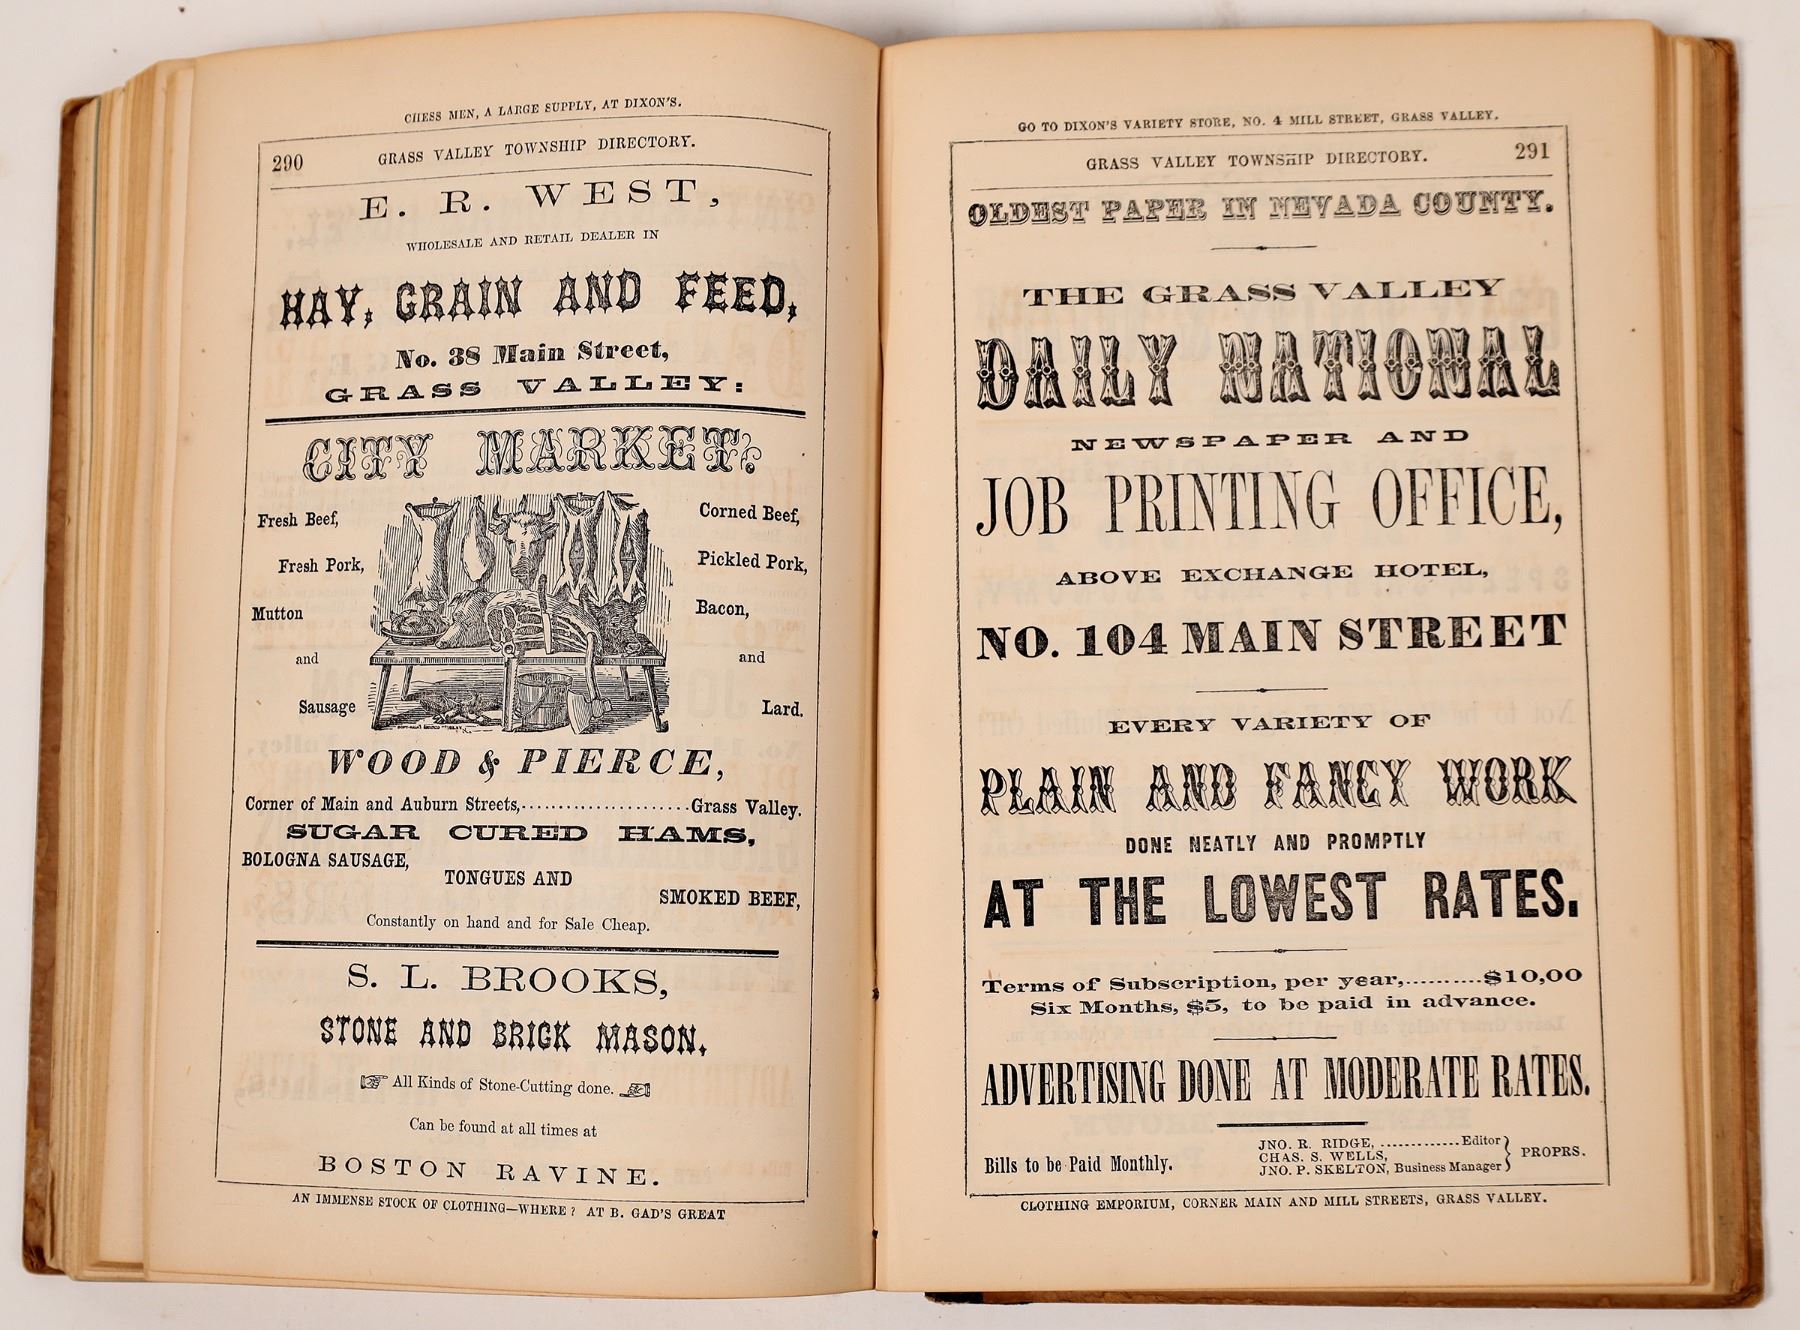 CHESS MEN, A LARGE SUPPLY, AT DIXON'S.
290 GRASS VALLEY TOWNSHIP DIRECTORY.
E. R. WEST,
WHOLESALE AND RETAIL DEALER IN
HAY, GRAIN AND FEED,
No. 38 Main Street,
GRASS VALLEY:
CITY MARKET:
Fresh Beef,
Fresh Pork,
Mutton
and
Sausage
Corned Beef,
Pickled Pork,
Bacon,
and
Lard.
WOOD & PIERCE,
Corner of Main and Auburn Streets,......................Grass Valley.
SUGAR CURED HAMS,
BOLOGNA SAUSAGE,
TONGUES AND
SMOKED BEEF,
Constantly on hand and for Sale Cheap.
S. L. BROOKS,
STONE AND BRICK MASON.
☞ All Kinds of Stone-Cutting done. ☜
Can be found at all times at
BOSTON RAVINE.
AN IMMENSE STOCK OF CLOTHING—WHERE? AT B. GAD'S GREAT
GO TO DIXON'S VARIETY STORE, NO. 4 MILL STREET, GRASS VALLEY.
GRASS VALLEY TOWNSHIP DIRECTORY. 291
OLDEST PAPER IN NEVADA COUNTY.
THE GRASS VALLEY
DAILY NATIONAL
NEWSPAPER AND
JOB PRINTING OFFICE,
ABOVE EXCHANGE HOTEL,
NO. 104 MAIN STREET
EVERY VARIETY OF
PLAIN AND FANCY WORK
DONE NEATLY AND PROMPTLY
AT THE LOWEST RATES.
Terms of Subscription, per year,..........$10,00
Six Months, $5, to be paid in advance.
ADVERTISING DONE AT MODERATE RATES.
Bills to be Paid Monthly.
JNO. R. RIDGE, .............Editor
CHAS. S. WELLS,
JNO. P. SKELTON, Business Manager
} PROPRS.
CLOTHING EMPORIUM, CORNER MAIN AND MILL STREETS, GRASS VALLEY.